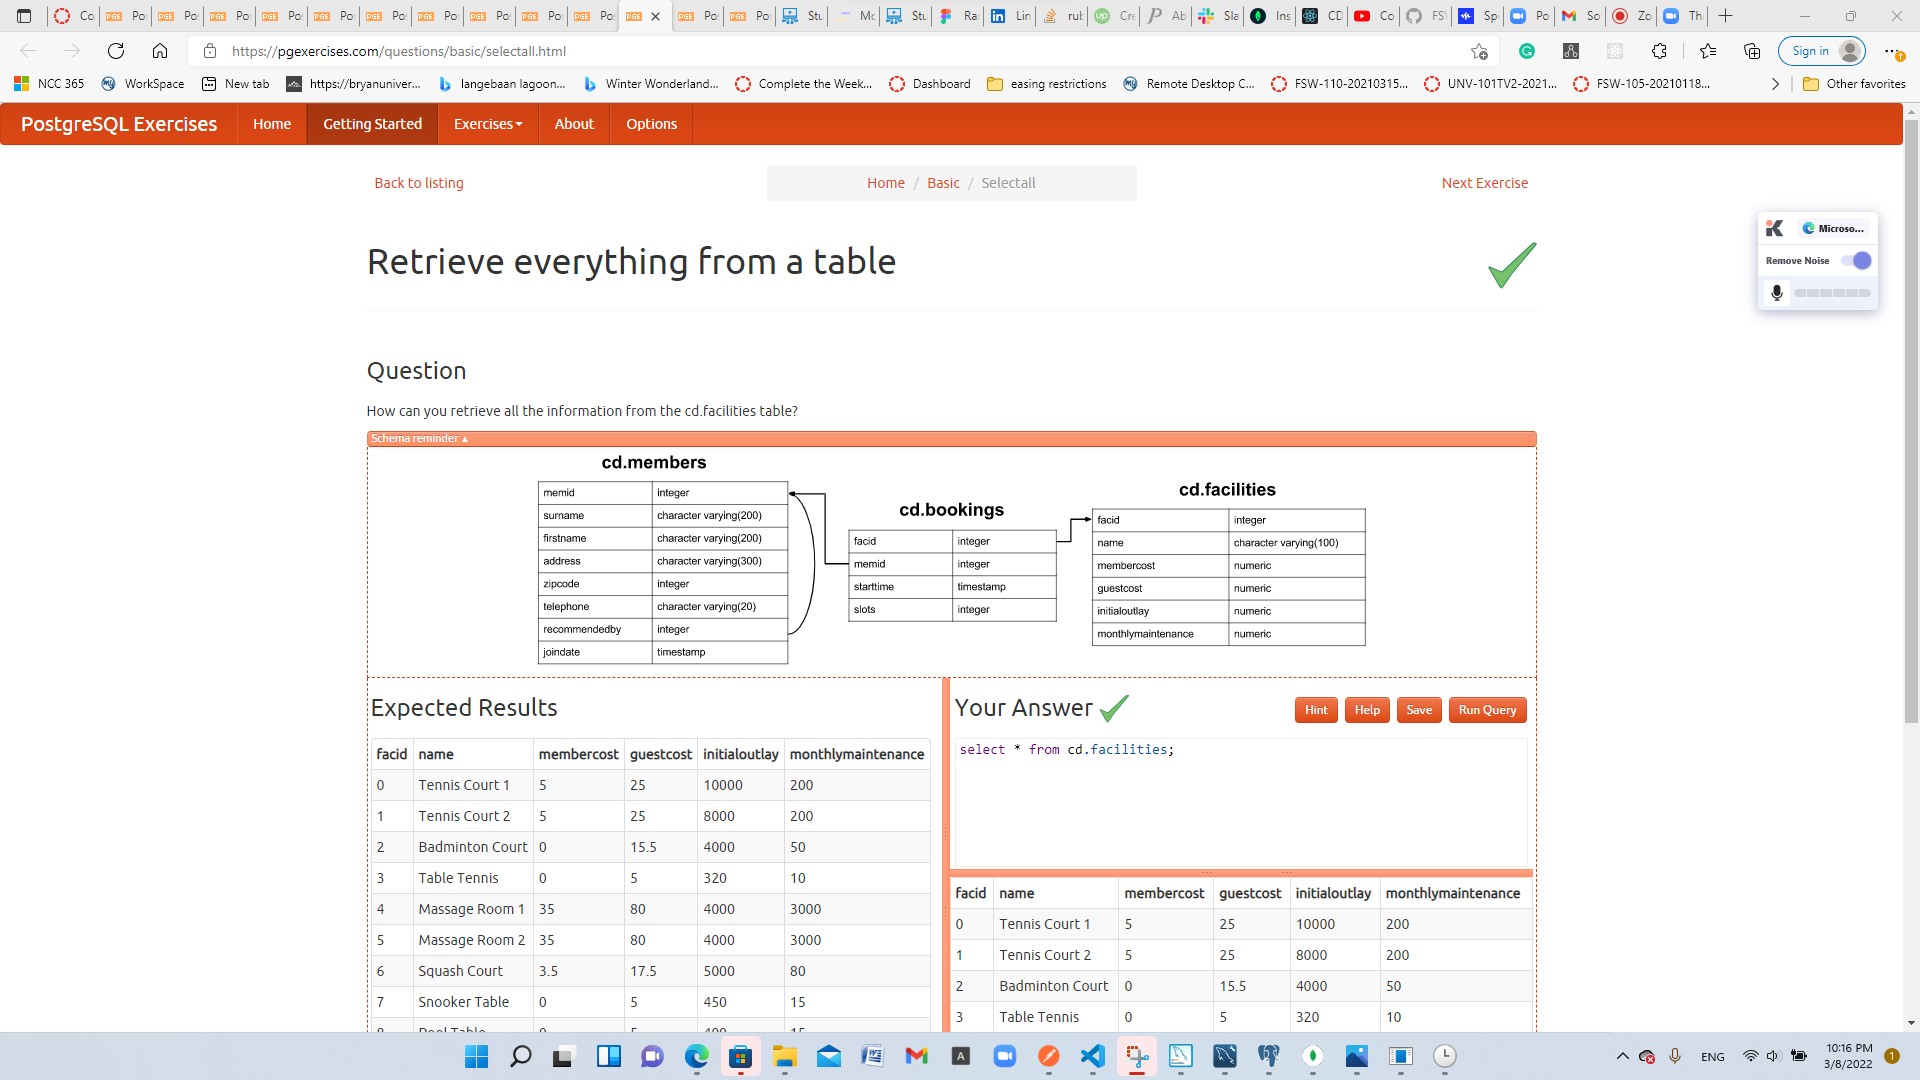 Co Po Po Po Po Po Po Po Po Po Po Po Po Po Stu Mo Stu Ra Lin rub Cre Ab Sla Ins CD Co FSV Spe Po So Zo Th
https://pgexercises.com/questions/basic/selectall.html
Sign in
NCC 365 WorkSpace New tab https://bryanuniver... langebaan lagoon... Winter Wonderland... Complete the Week... Dashboard easing restrictions Remote Desktop C... FSW-110-20210315... UNV-101TV2-2021... FSW-105-20210118... Other favorites
PostgreSQL Exercises Home Getting Started Exercises About Options
Back to listing Home / Basic / Selectall Next Exercise
Microso...
Remove Noise
Retrieve everything from a table
Question
How can you retrieve all the information from the cd.facilities table?
Schema reminder ▲
cd.members
memid integer
surname character varying(200)
firstname character varying(200)
address character varying(300)
zipcode integer
telephone character varying(20)
recommendedby integer
joindate timestamp
cd.bookings
facid integer
memid integer
starttime timestamp
slots integer
cd.facilities
facid integer
name character varying(100)
membercost numeric
guestcost numeric
initialoutlay numeric
monthlymaintenance numeric
Expected Results
facid name membercost guestcost initialoutlay monthlymaintenance
0 Tennis Court 1 5 25 10000 200
1 Tennis Court 2 5 25 8000 200
2 Badminton Court 0 15.5 4000 50
3 Table Tennis 0 5 320 10
4 Massage Room 1 35 80 4000 3000
5 Massage Room 2 35 80 4000 3000
6 Squash Court 3.5 17.5 5000 80
7 Snooker Table 0 5 450 15
8 Pool Table 0 5 400 15
Your Answer
Hint Help Save Run Query
select * from cd.facilities;
facid name membercost guestcost initialoutlay monthlymaintenance
0 Tennis Court 1 5 25 10000 200
1 Tennis Court 2 5 25 8000 200
2 Badminton Court 0 15.5 4000 50
3 Table Tennis 0 5 320 10
ENG
10:16 PM
3/8/2022
1